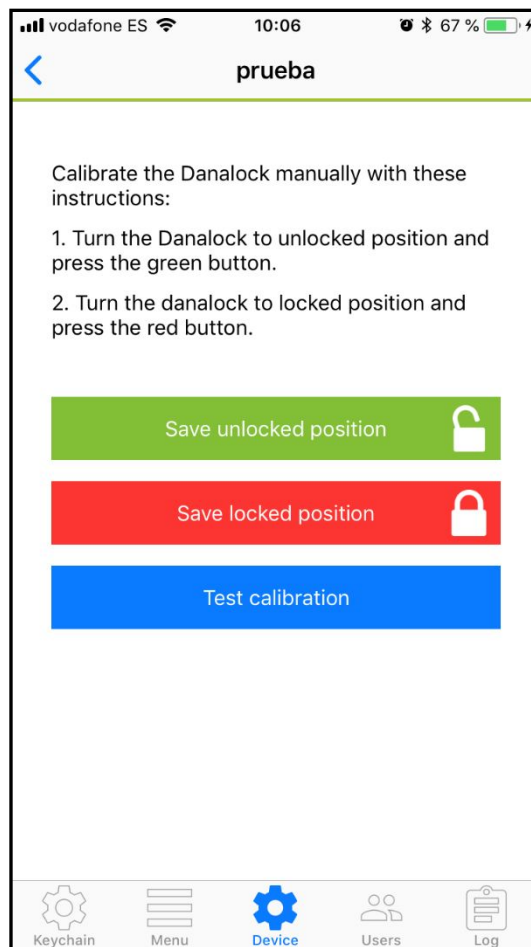 vodafone ES 10:06 67 %
prueba
Calibrate the Danalock manually with these
instructions:
1. Turn the Danalock to unlocked position and
press the green button.
2. Turn the danalock to locked position and
press the red button.
Save unlocked position
Save locked position
Test calibration
Keychain Menu Device Users Log